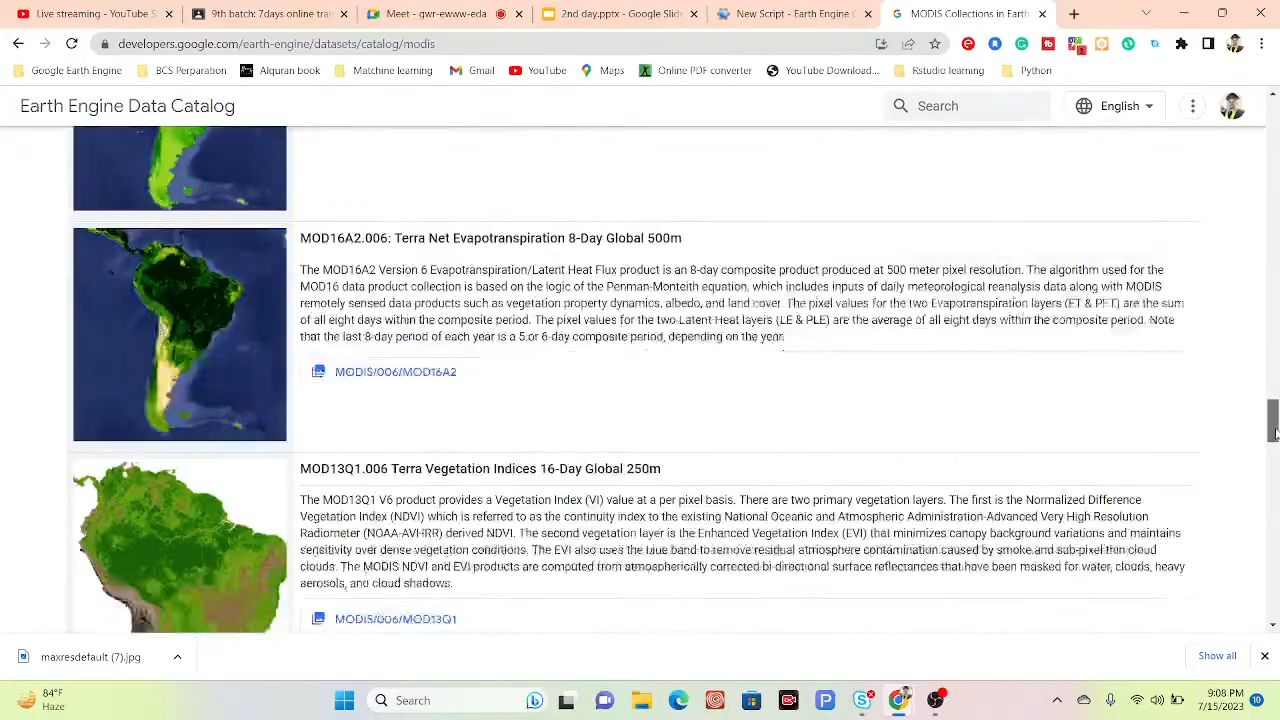 Live streaming - YouTube S
9th batch: 7days online train
Meet - gwr-ewwe-nda
2nd day.pptx - Google Slide
New Script - Earth Engine C
MODIS Collections in Earth
developers.google.com/earth-engine/datasets/catalog/modis
Google Earth Engine
BCS Perparation
Alquran book
Matchine learning
Gmail
YouTube
Maps
Online PDF converter
YouTube Download...
Rstudio learning
Python
Earth Engine Data Catalog
Search
English
MOD16A2.006: Terra Net Evapotranspiration 8-Day Global 500m
The MOD16A2 Version 6 Evapotranspiration/Latent Heat Flux product is an 8-day composite product produced at 500 meter pixel resolution. The algorithm used for the
MOD16 data product collection is based on the logic of the Penman-Monteith equation, which includes inputs of daily meteorological reanalysis data along with MODIS
remotely sensed data products such as vegetation property dynamics, albedo, and land cover. The pixel values for the two Evapotranspiration layers (ET & PET) are the sum
of all eight days within the composite period. The pixel values for the two Latent Heat layers (LE & PLE) are the average of all eight days within the composite period. Note
that the last 8-day period of each year is a 5 or 6-day composite period, depending on the year.
MODIS/006/MOD16A2
MOD13Q1.006 Terra Vegetation Indices 16-Day Global 250m
The MOD13Q1 V6 product provides a Vegetation Index (VI) value at a per pixel basis. There are two primary vegetation layers. The first is the Normalized Difference
Vegetation Index (NDVI) which is referred to as the continuity index to the existing National Oceanic and Atmospheric Administration-Advanced Very High Resolution
Radiometer (NOAA-AVHRR) derived NDVI. The second vegetation layer is the Enhanced Vegetation Index (EVI) that minimizes canopy background variations and maintains
sensitivity over dense vegetation conditions. The EVI also uses the blue band to remove residual atmosphere contamination caused by smoke and sub-pixel thin cloud
clouds. The MODIS NDVI and EVI products are computed from atmospherically corrected bi-directional surface reflectances that have been masked for water, clouds, heavy
aerosols, and cloud shadows.
MODIS/006/MOD13Q1
maxresdefault (7).jpg
Show all
84°F
Haze
Search
9:08 PM
7/15/2023
10